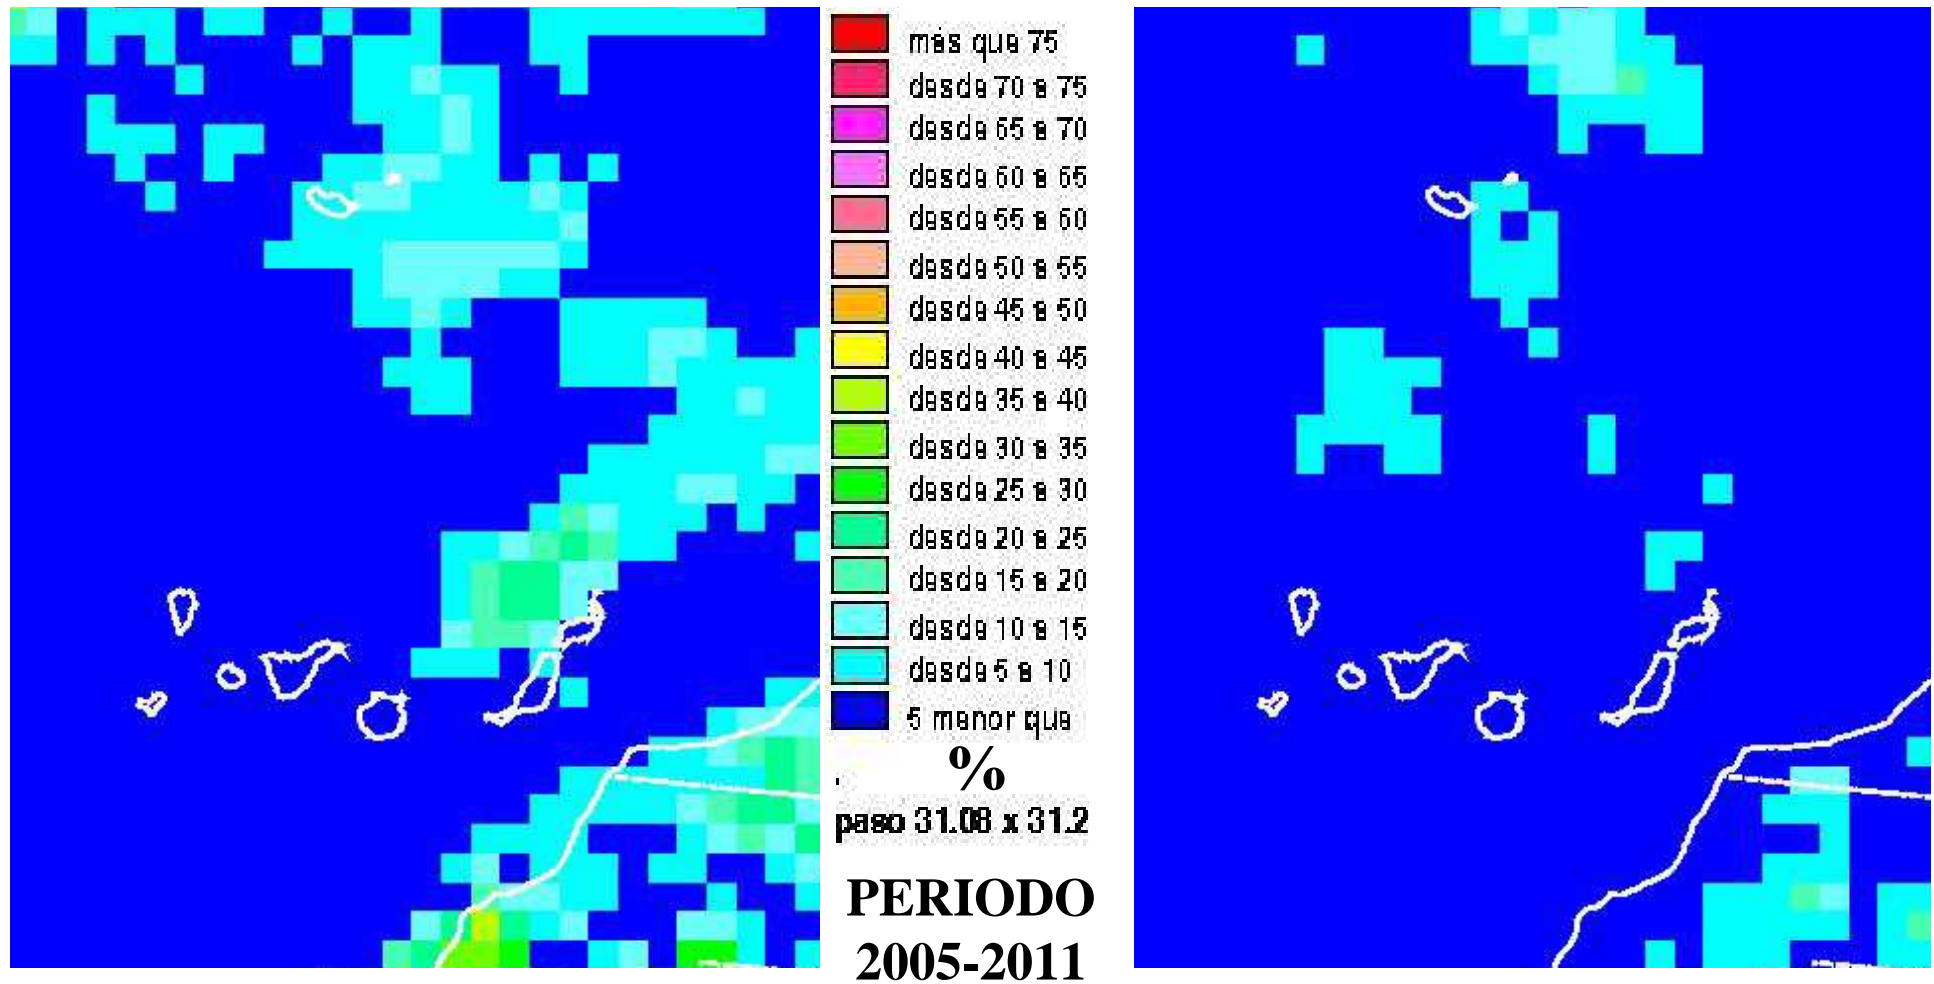 más que 75
desde 70 a 75
desde 65 a 70
desde 60 a 65
desde 55 a 60
desde 50 a 55
desde 45 a 50
desde 40 a 45
desde 35 a 40
desde 30 a 35
desde 25 a 30
desde 20 a 25
desde 15 a 20
desde 10 a 15
desde 5 a 10
5 menor que
%
paso 31.08 x 31.2
PERIODO
2005-2011